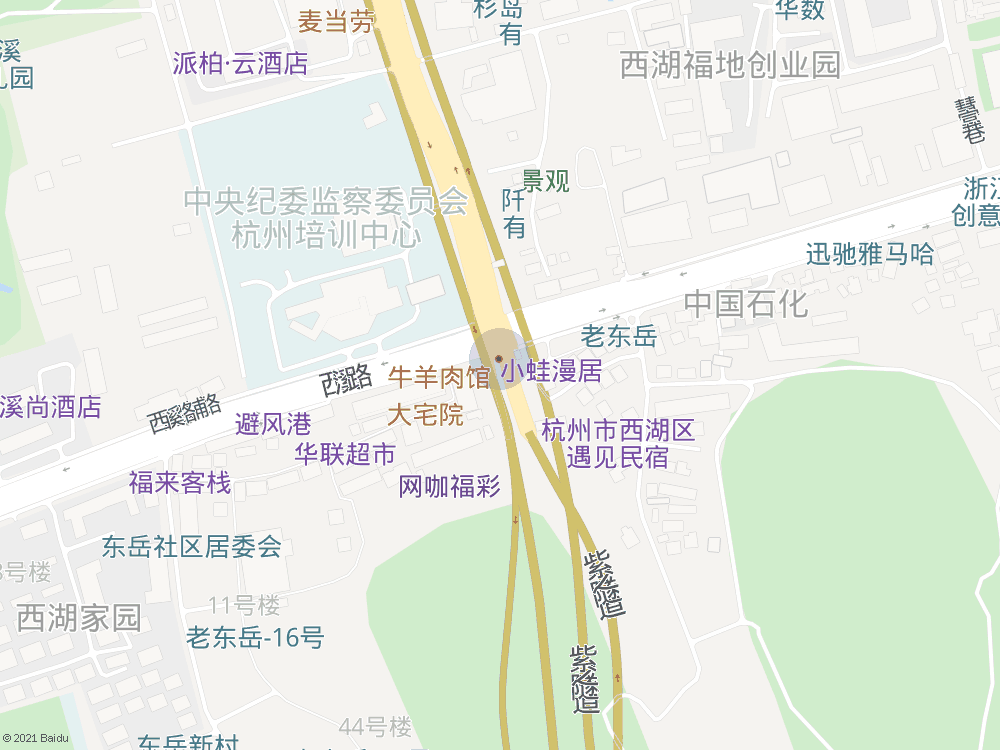 麦当劳
杉岛
有
华数
溪
儿园
派柏·云酒店
西湖福地创业园
慧营巷
景观
阡
有
中央纪委监察委员会
杭州培训中心
浙江
创意
迅驰雅马哈
中国石化
老东岳
牛羊肉馆
小蛙漫居
西溪路
溪尚酒店
西溪路辅路
避风港
大宅院
杭州市西湖区
遇见民宿
华联超市
福来客栈
网咖福彩
东岳社区居委会
号楼
紫之隧道
11号楼
西湖家园
老东岳-16号
紫之隧道
44号楼
东岳新村
© 2021 Baidu